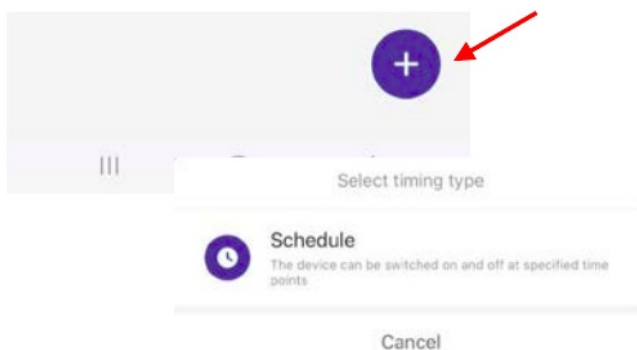 Select timing type
Schedule
The device can be switched on and off at specified time
points
Cancel